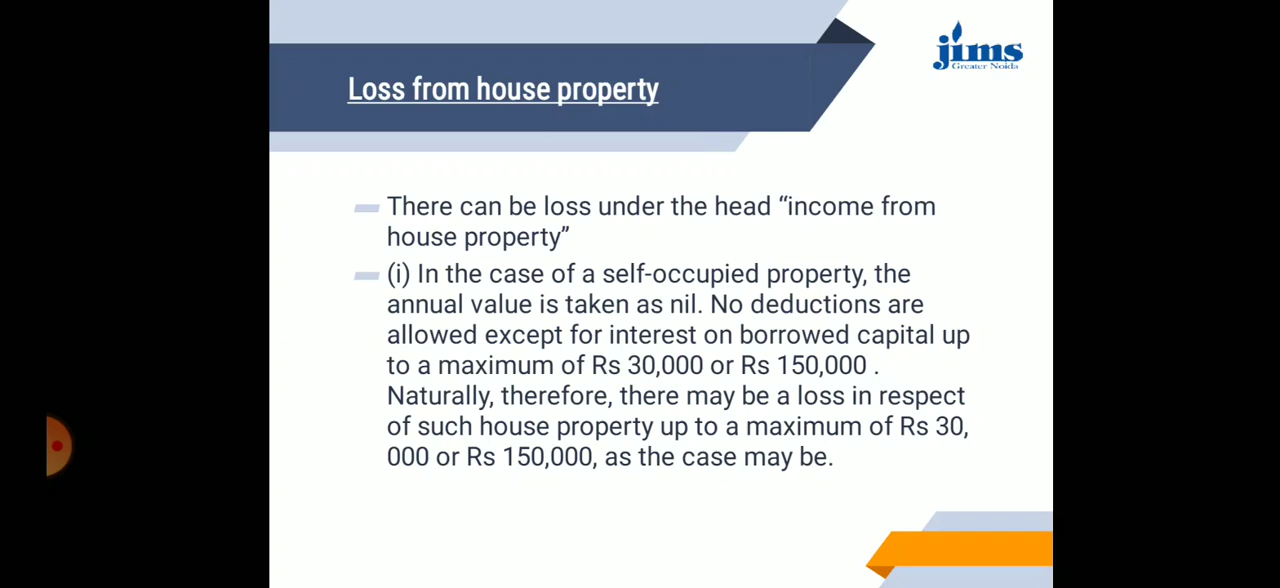 jims
Greater Noida
Loss from house property
There can be loss under the head “income from
house property”
(i) In the case of a self-occupied property, the
annual value is taken as nil. No deductions are
allowed except for interest on borrowed capital up
to a maximum of Rs 30,000 or Rs 150,000 .
Naturally, therefore, there may be a loss in respect
of such house property up to a maximum of Rs 30,
000 or Rs 150,000, as the case may be.